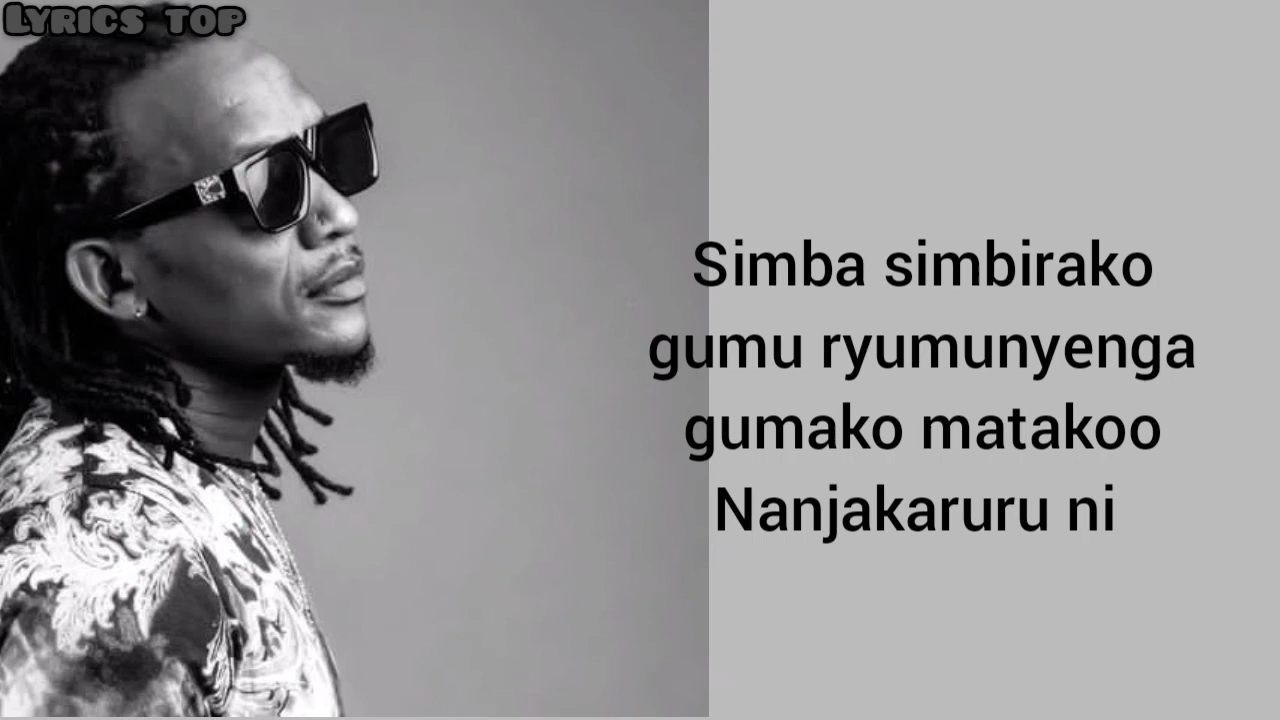 LYRICS TOP
Simba simbirako
gumu ryumunyenga
gumako matakoo
Nanjakaruru ni